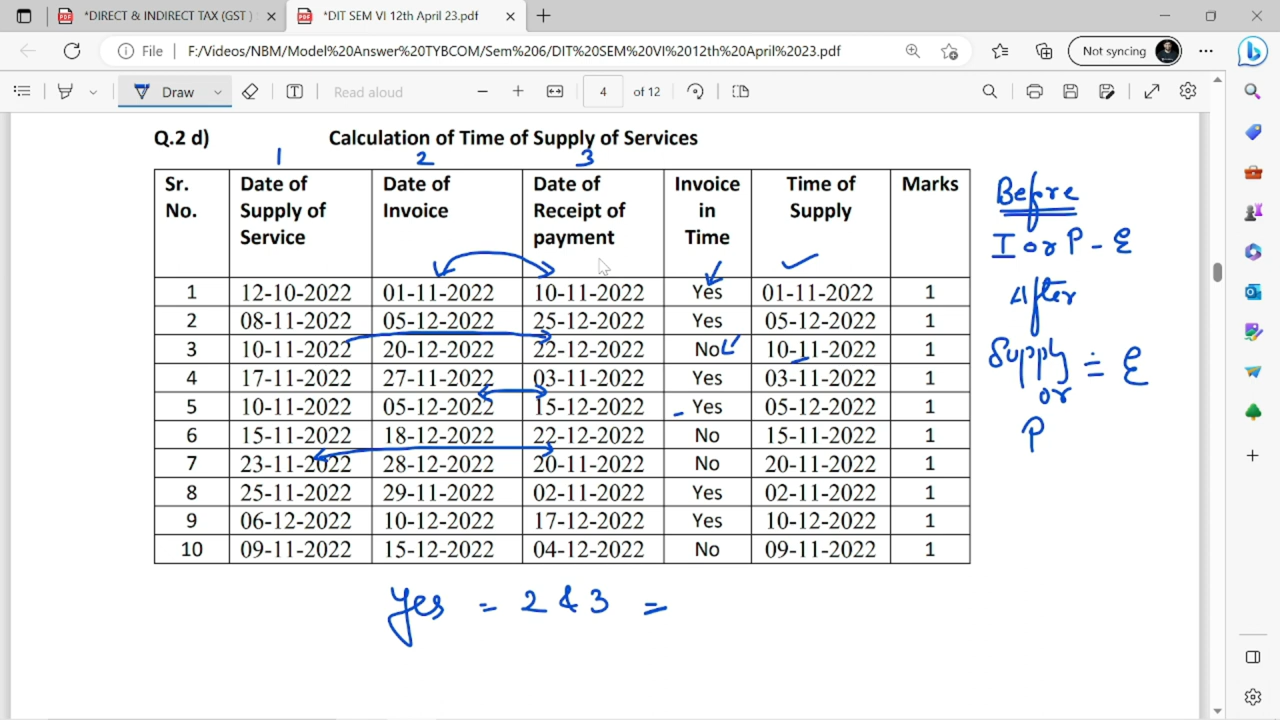 *DIRECT & INDIRECT TAX (GST ) :
*DIT SEM VI 12th April 23.pdf
File
F:/Videos/NBM/Model%20Answer%20TYBCOM/Sem%206/DIT%20SEM%20VI%2012th%20April%2023.pdf
Not syncing
Draw
Read aloud
4 of 12
Q.2 d) Calculation of Time of Supply of Services
1 2 3
Sr. No. Date of Supply of Service Date of Invoice Date of Receipt of payment Invoice in Time Time of Supply Marks
1 12-10-2022 01-11-2022 10-11-2022 Yes 01-11-2022 1
2 08-11-2022 05-12-2022 25-12-2022 Yes 05-12-2022 1
3 10-11-2022 20-12-2022 22-12-2022 No 10-11-2022 1
4 17-11-2022 27-11-2022 03-11-2022 Yes 03-11-2022 1
5 10-11-2022 05-12-2022 15-12-2022 Yes 05-12-2022 1
6 15-11-2022 18-12-2022 22-12-2022 No 15-11-2022 1
7 23-11-2022 28-12-2022 20-11-2022 No 20-11-2022 1
8 25-11-2022 29-11-2022 02-11-2022 Yes 02-11-2022 1
9 06-12-2022 10-12-2022 17-12-2022 Yes 10-12-2022 1
10 09-11-2022 15-12-2022 04-12-2022 No 09-11-2022 1
Before
I or P - E
After
Supply = E
or
P
Yes = 2 & 3 =